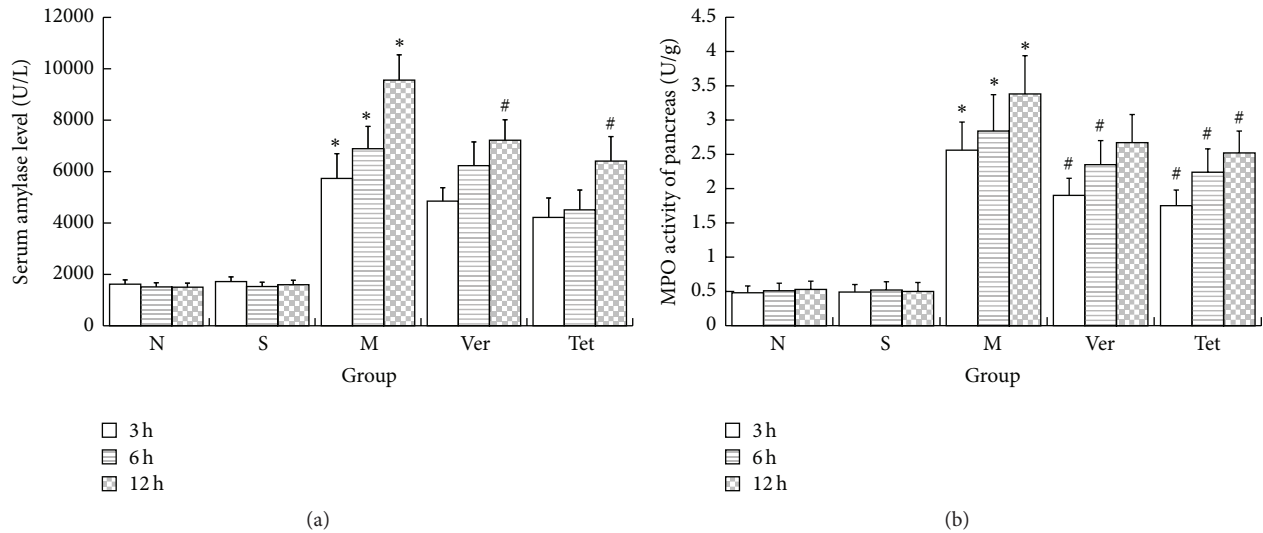 12000
10000
8000
6000
4000
2000
0
Serum amylase level (U/L)
* * *
#
#
N S M Ver Tet
Group
3 h
6 h
12 h
(a)
4.5
4
3.5
3
2.5
2
1.5
1
0.5
0
MPO activity of pancreas (U/g)
* * *
# #
# # #
N S M Ver Tet
Group
3 h
6 h
12 h
(b)